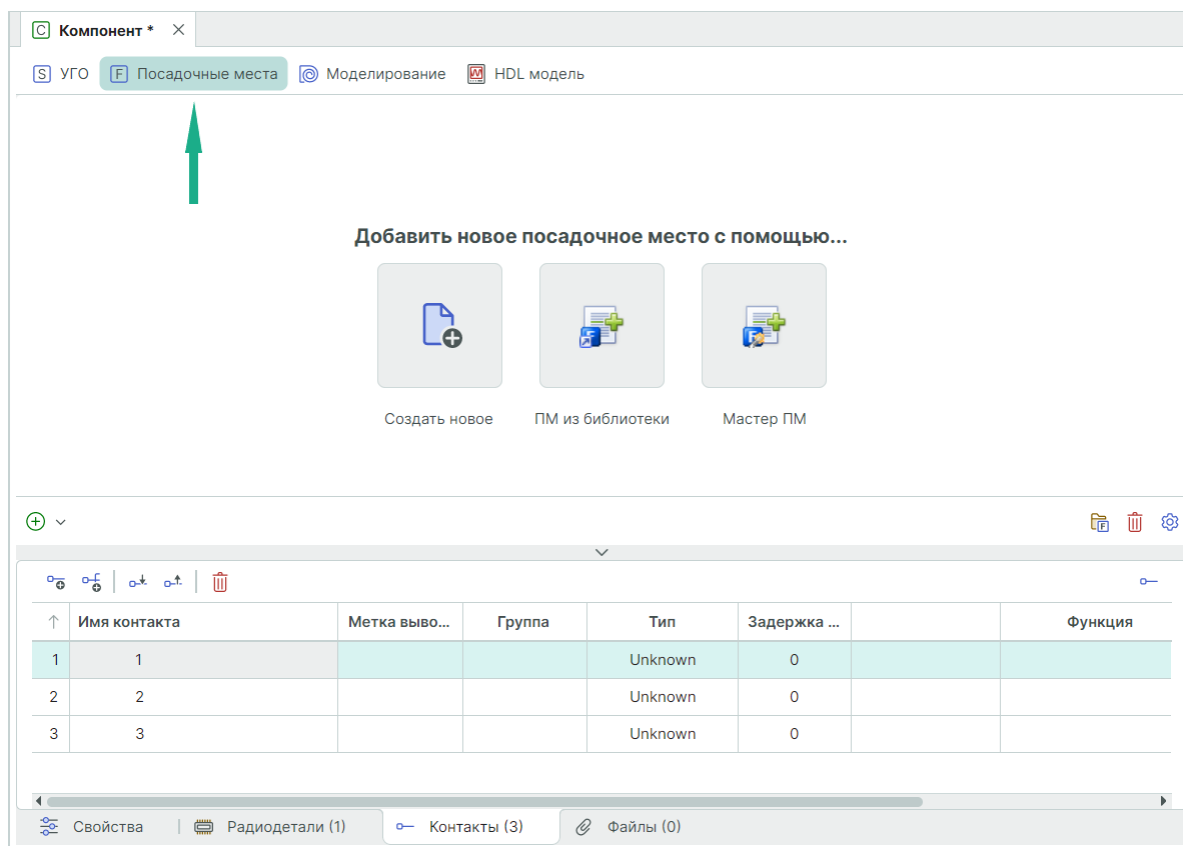 C Компонент *
S УГО F Посадочные места Моделирование HDL модель
Добавить новое посадочное место с помощью...
Создать новое ПМ из библиотеки Мастер ПМ
Имя контакта Метка выво... Группа Тип Задержка ... Функция
1 1 Unknown 0
2 2 Unknown 0
3 3 Unknown 0
Свойства Радиодетали (1) Контакты (3) Файлы (0)